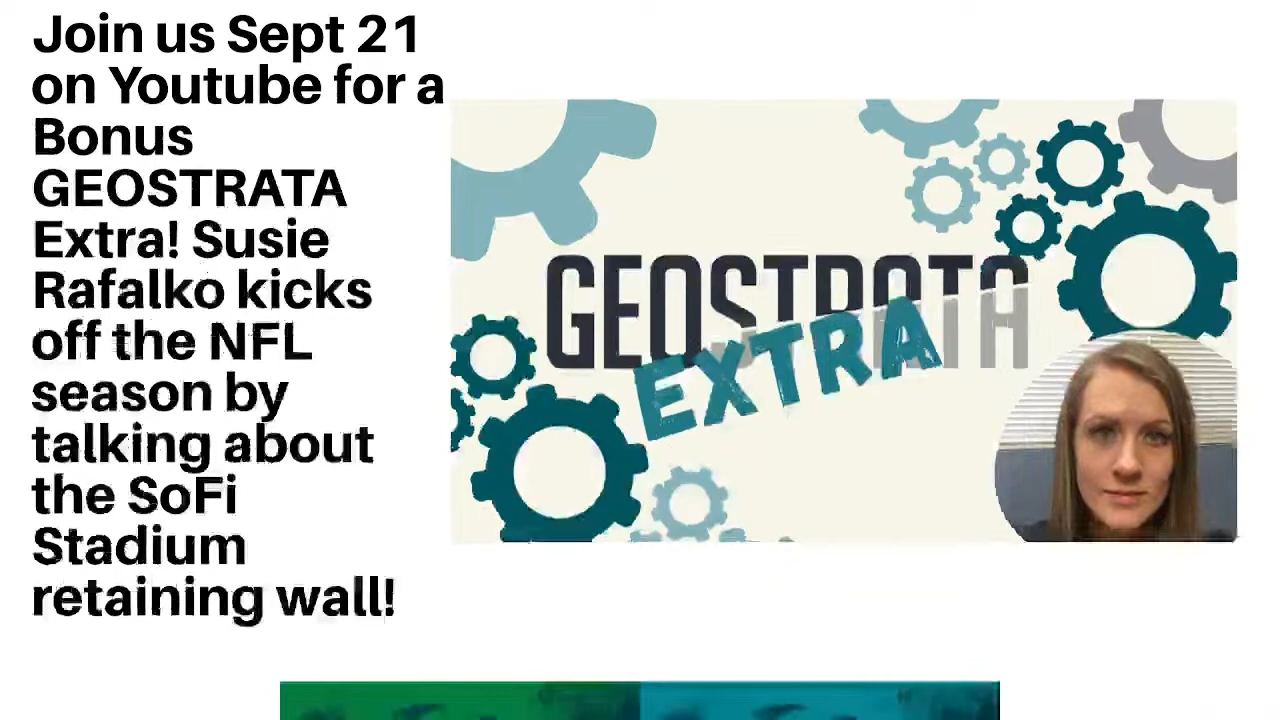 Join us Sept 21
on Youtube for a
Bonus
GEOSTRATA
Extra! Susie
Rafalko kicks
off the NFL
season by
talking about
the SoFi
Stadium
retaining wall!
GEOSTRATA
EXTRA